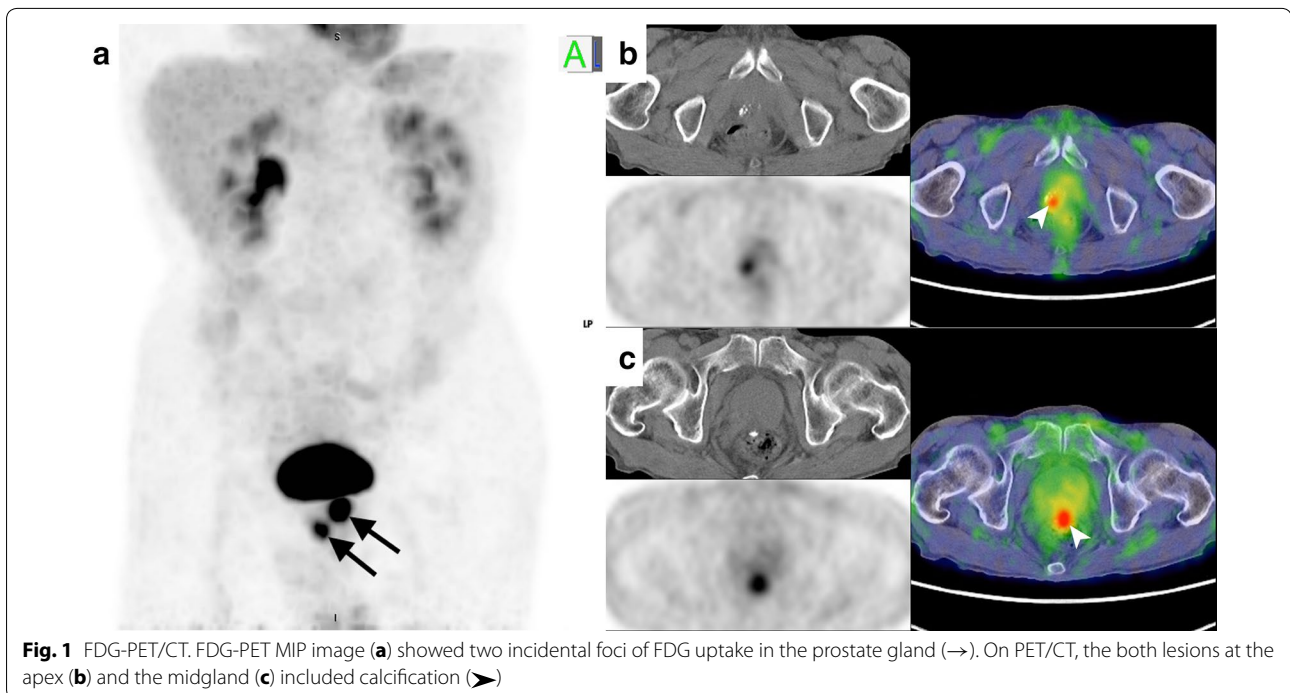 a
S
I
A L
b
LP
c
Fig. 1 FDG-PET/CT. FDG-PET MIP image (a) showed two incidental foci of FDG uptake in the prostate gland (→). On PET/CT, the both lesions at the
apex (b) and the midgland (c) included calcification (➤)